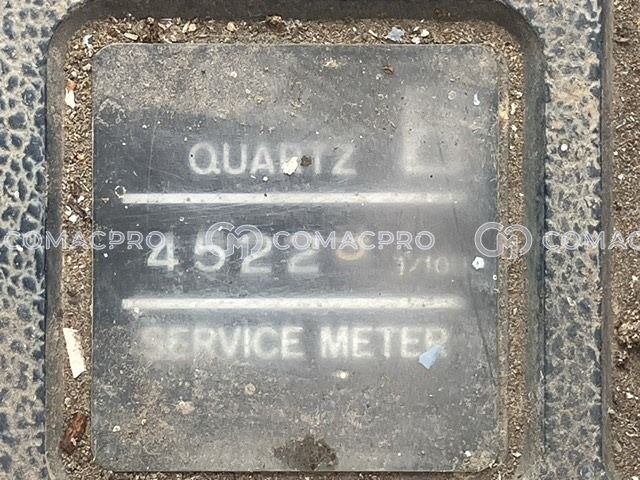 QUARTZ
COMACPRO COMACPRO COMACPRO
4522 1/10
SERVICE METER